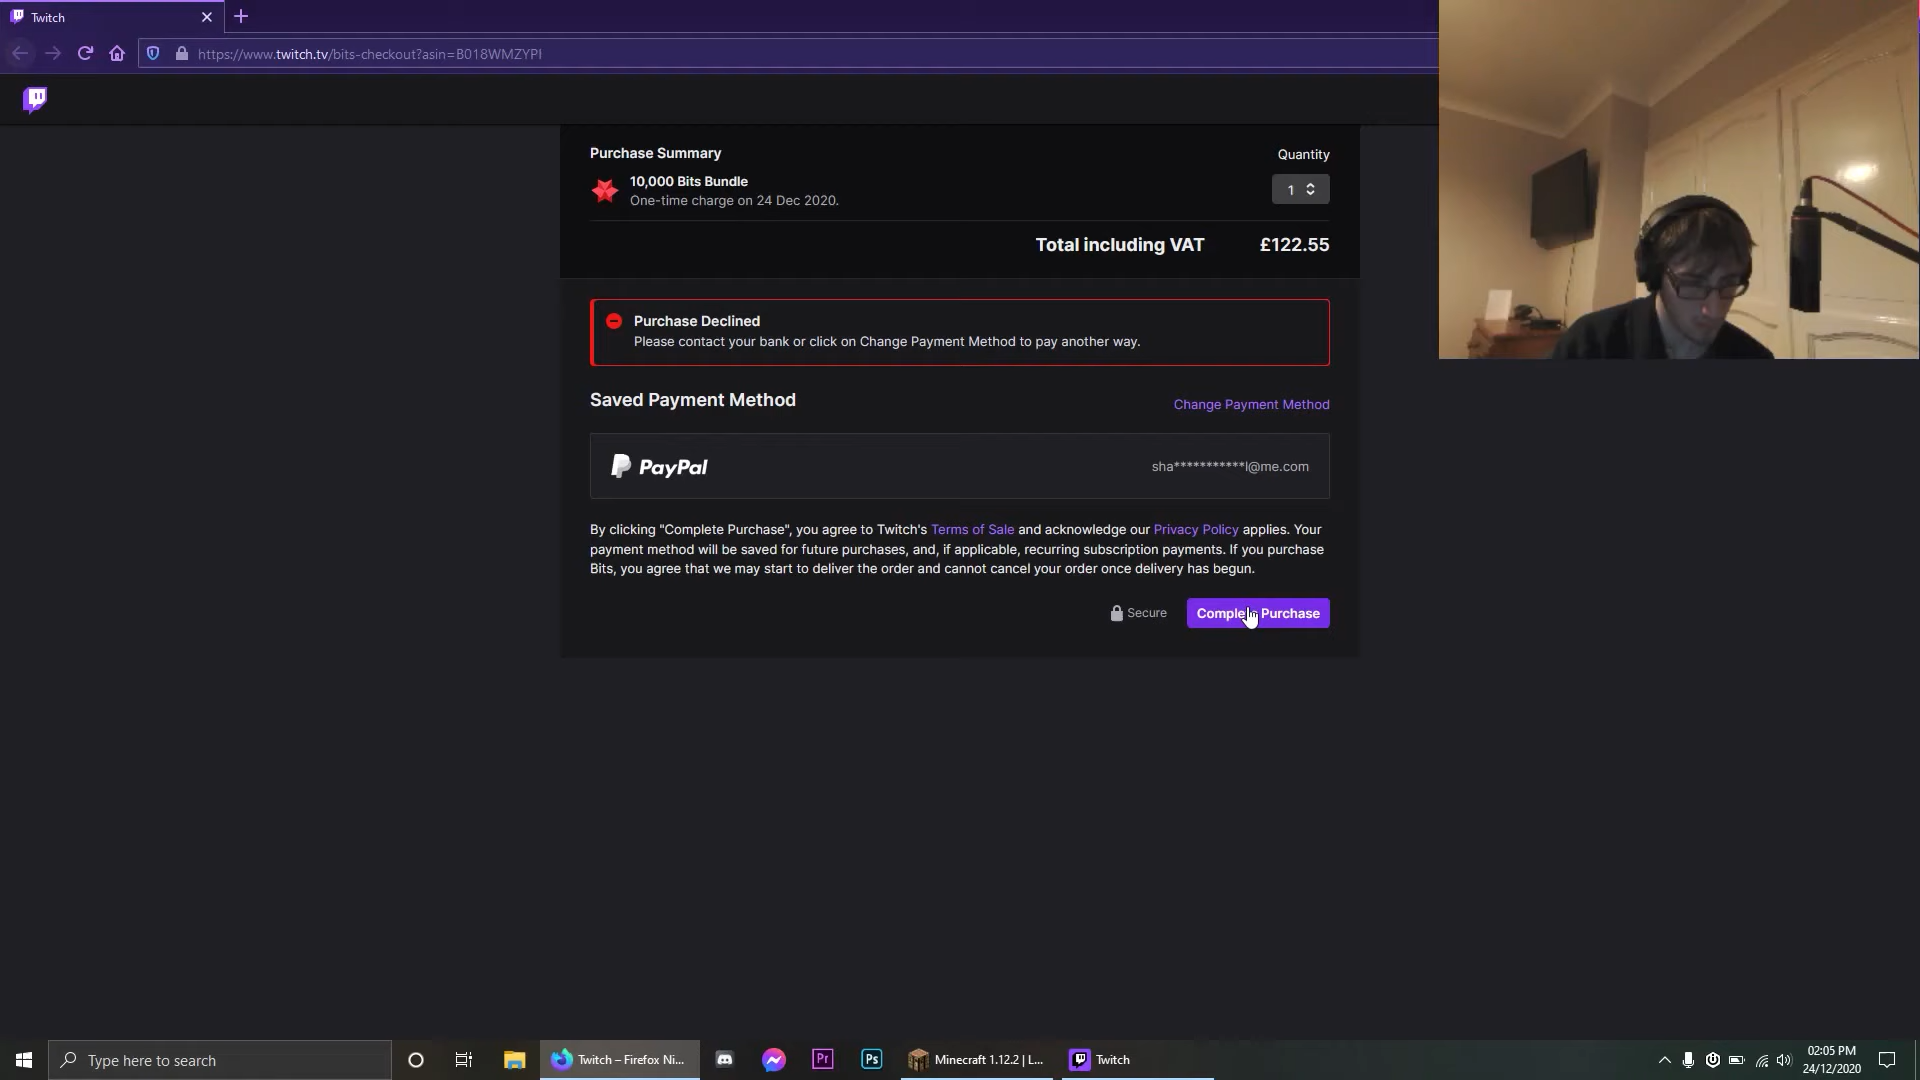 Twitch
https://www.twitch.tv/bits-checkout?asin=B018WMZYPI
Purchase Summary
Quantity
10,000 Bits Bundle
1
One-time charge on 24 Dec 2020.
Total including VAT £122.55
Purchase Declined
Please contact your bank or click on Change Payment Method to pay another way.
Saved Payment Method
Change Payment Method
PayPal
sha***********l@me.com
By clicking "Complete Purchase", you agree to Twitch's Terms of Sale and acknowledge our Privacy Policy applies. Your
payment method will be saved for future purchases, and, if applicable, recurring subscription payments. If you purchase
Bits, you agree that we may start to deliver the order and cannot cancel your order once delivery has begun.
Secure
Complete Purchase
Type here to search
Twitch – Firefox Ni...
Pr
Ps
Minecraft 1.12.2 | L...
Twitch
02:05 PM
24/12/2020